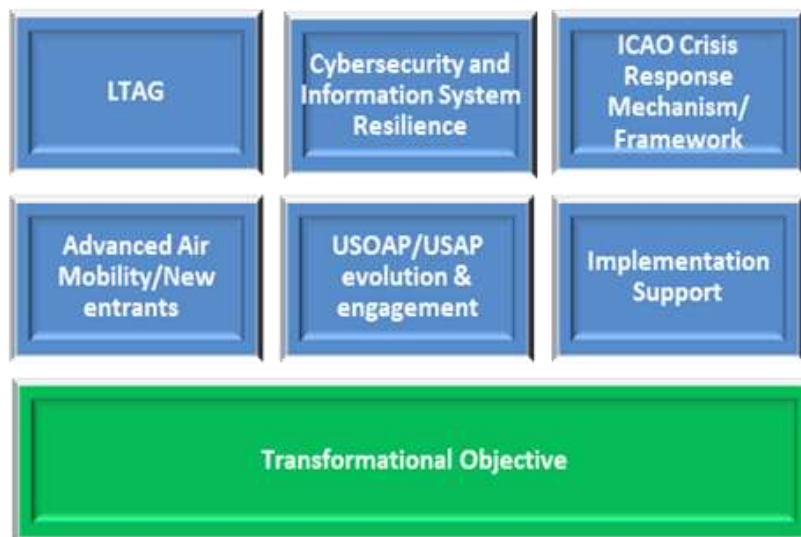 LTAG
Cybersecurity and
Information System
Resilience
ICAO Crisis
Response
Mechanism/
Framework
Advanced Air
Mobility/New
entrants
USOAP/USAP
evolution &
engagement
Implementation
Support
Transformational Objective